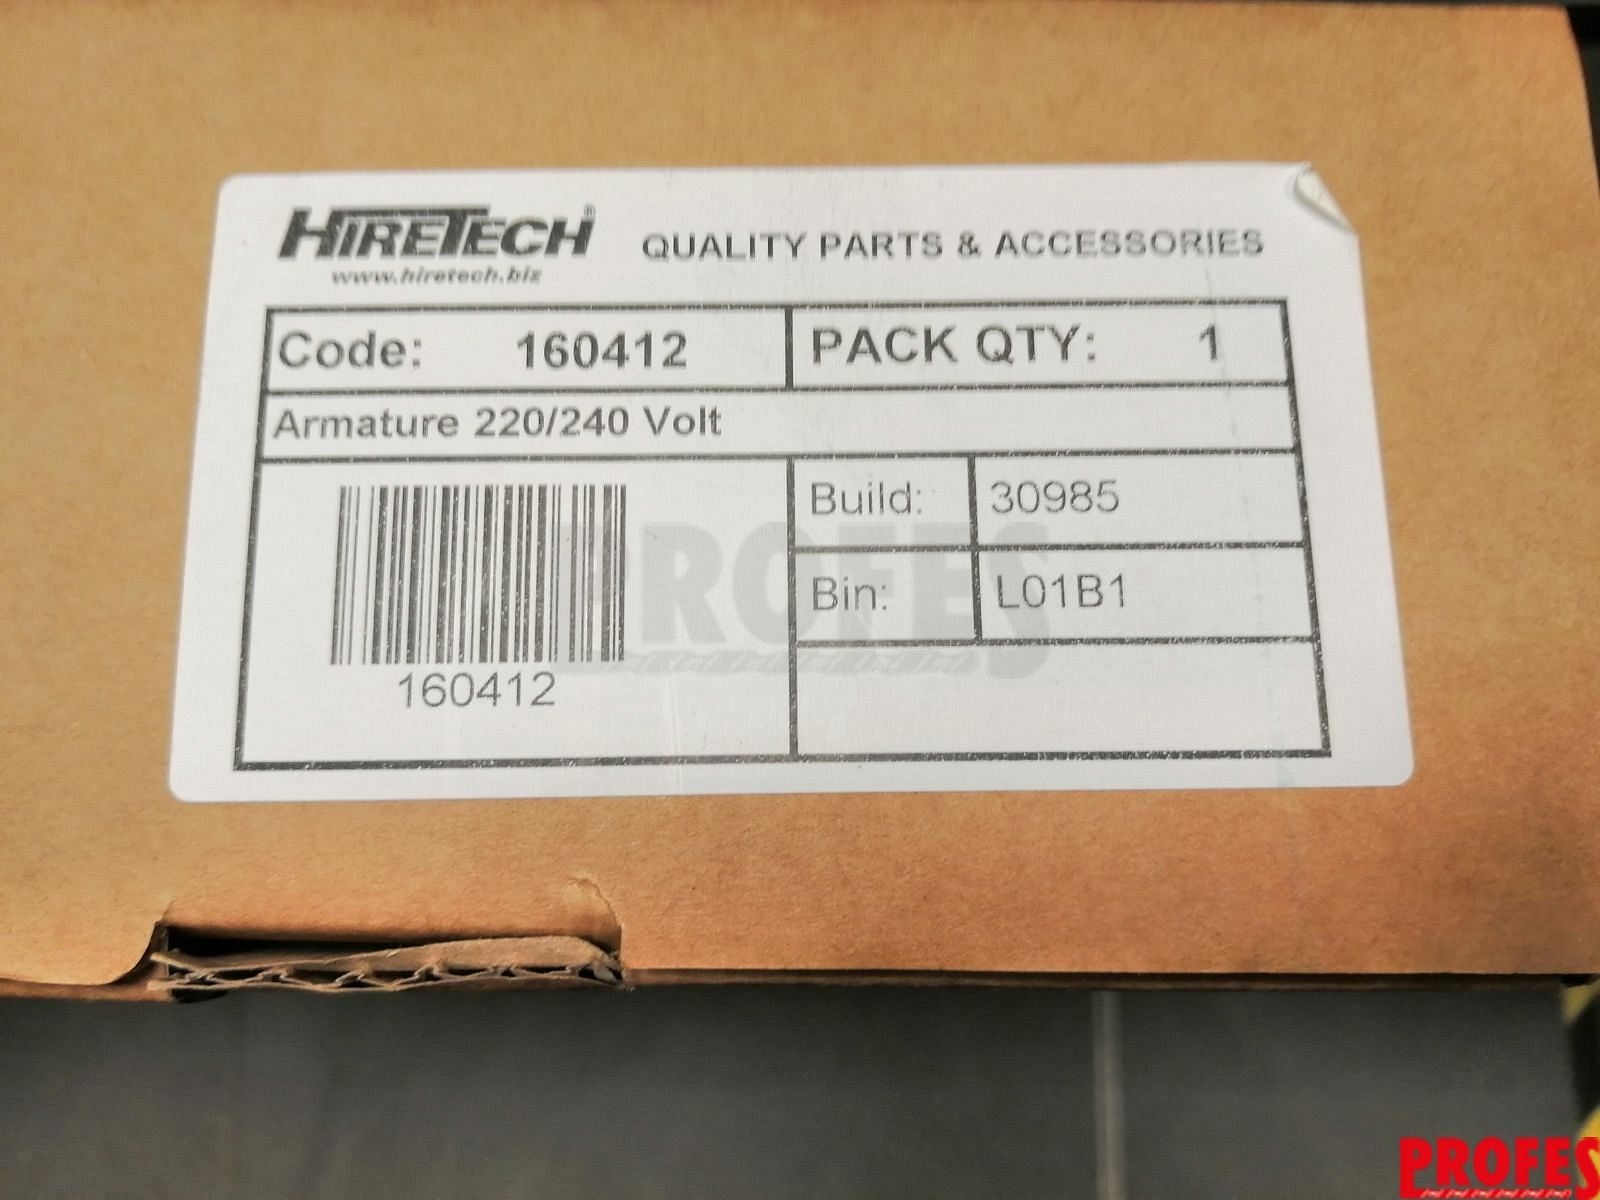 HIRETECH®
www.hiretech.biz
QUALITY PARTS & ACCESSORIES
Code: 160412
PACK QTY: 1
Armature 220/240 Volt
160412
Build: 30985
Bin: L01B1
PROFES
PROFES